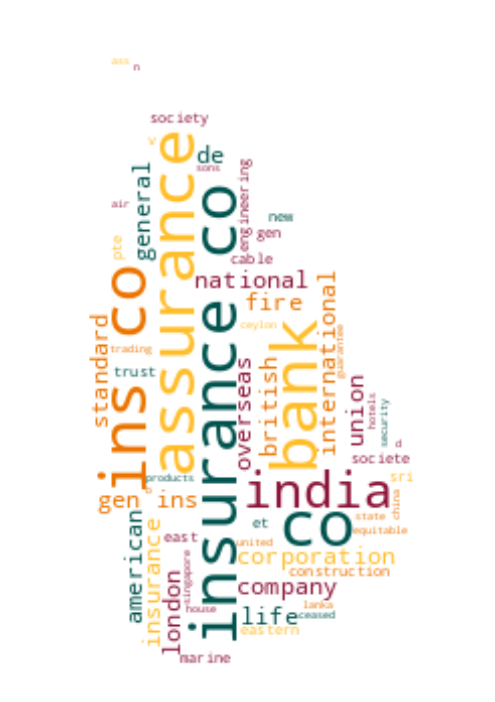 ass
n
society
v
assurance
de
sons
general
engineering
air
co
new
gen
pte
cable
national
ins co
fire
international
standard
insurance co
bank
ceylon
guarantee
trading
british
overseas
trust
union
hotels
security
d
societe
products
india
sri
gen ins
china
co
state
et
equitable
american
insurance
east
united
corporation
singapore
construction
london
company
house
lanka
life
ceased
eastern
marine